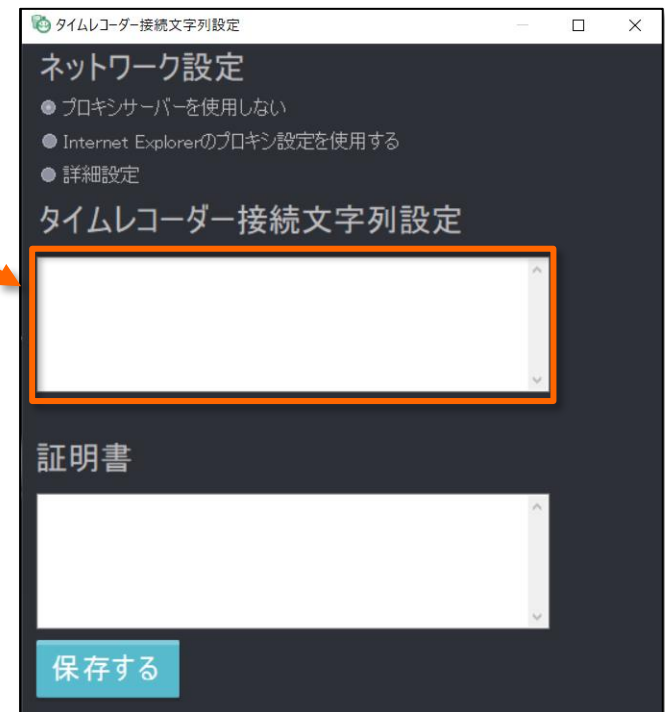 タイムレコーダー接続文字列設定
ネットワーク設定
プロキシサーバーを使用しない
Internet Explorerのプロキシ設定を使用する
詳細設定
タイムレコーダー接続文字列設定
証明書
保存する